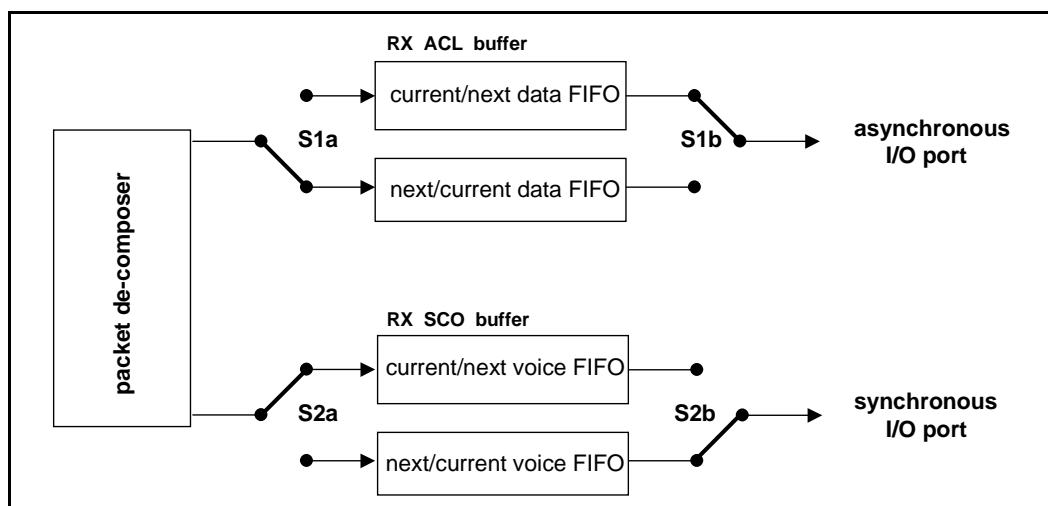 RX ACL buffer
current/next data FIFO
S1a
S1b
asynchronous
I/O port
next/current data FIFO
packet de-composer
RX SCO buffer
current/next voice FIFO
S2a
S2b
synchronous
I/O port
next/current voice FIFO